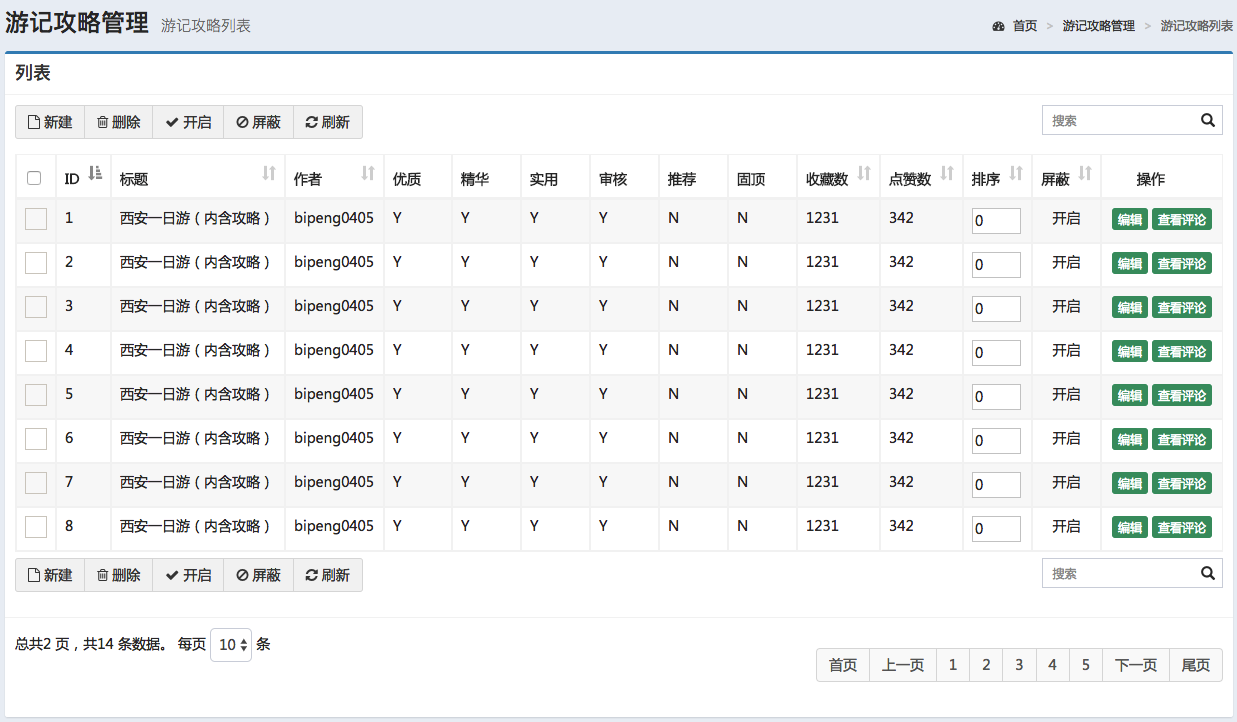 游记攻略管理 游记攻略列表 首页 > 游记攻略管理 > 游记攻略列表
列表
新建 删除 开启 屏蔽 刷新 搜索
ID 标题 作者 优质 精华 实用 审核 推荐 固顶 收藏数 点赞数 排序 屏蔽 操作
1 西安一日游（内含攻略） bipeng0405 Y Y Y Y N N 1231 342 0 开启 编辑 查看评论
2 西安一日游（内含攻略） bipeng0405 Y Y Y Y N N 1231 342 0 开启 编辑 查看评论
3 西安一日游（内含攻略） bipeng0405 Y Y Y Y N N 1231 342 0 开启 编辑 查看评论
4 西安一日游（内含攻略） bipeng0405 Y Y Y Y N N 1231 342 0 开启 编辑 查看评论
5 西安一日游（内含攻略） bipeng0405 Y Y Y Y N N 1231 342 0 开启 编辑 查看评论
6 西安一日游（内含攻略） bipeng0405 Y Y Y Y N N 1231 342 0 开启 编辑 查看评论
7 西安一日游（内含攻略） bipeng0405 Y Y Y Y N N 1231 342 0 开启 编辑 查看评论
8 西安一日游（内含攻略） bipeng0405 Y Y Y Y N N 1231 342 0 开启 编辑 查看评论
新建 删除 开启 屏蔽 刷新 搜索
总共2 页，共14 条数据。 每页 10 条
首页 上一页 1 2 3 4 5 下一页 尾页